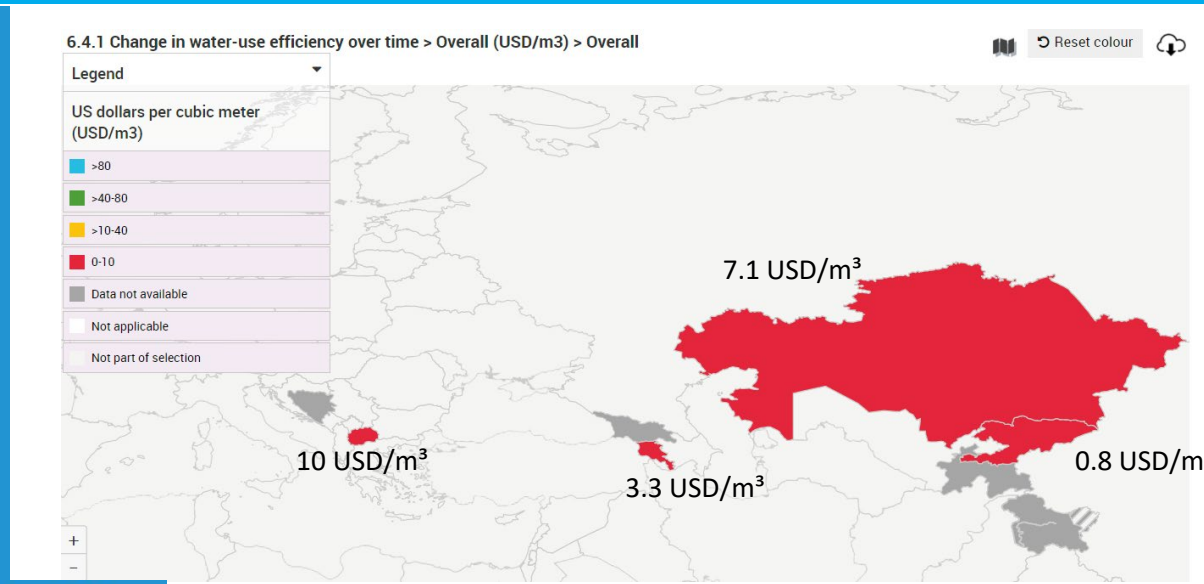 6.4.1 Change in water-use efficiency over time > Overall (USD/m3) > Overall
Reset colour
Legend
US dollars per cubic meter
(USD/m3)
>80
>40-80
>10-40
0-10
Data not available
Not applicable
Not part of selection
7.1 USD/m³
10 USD/m³
3.3 USD/m³
0.8 USD/m
+
−